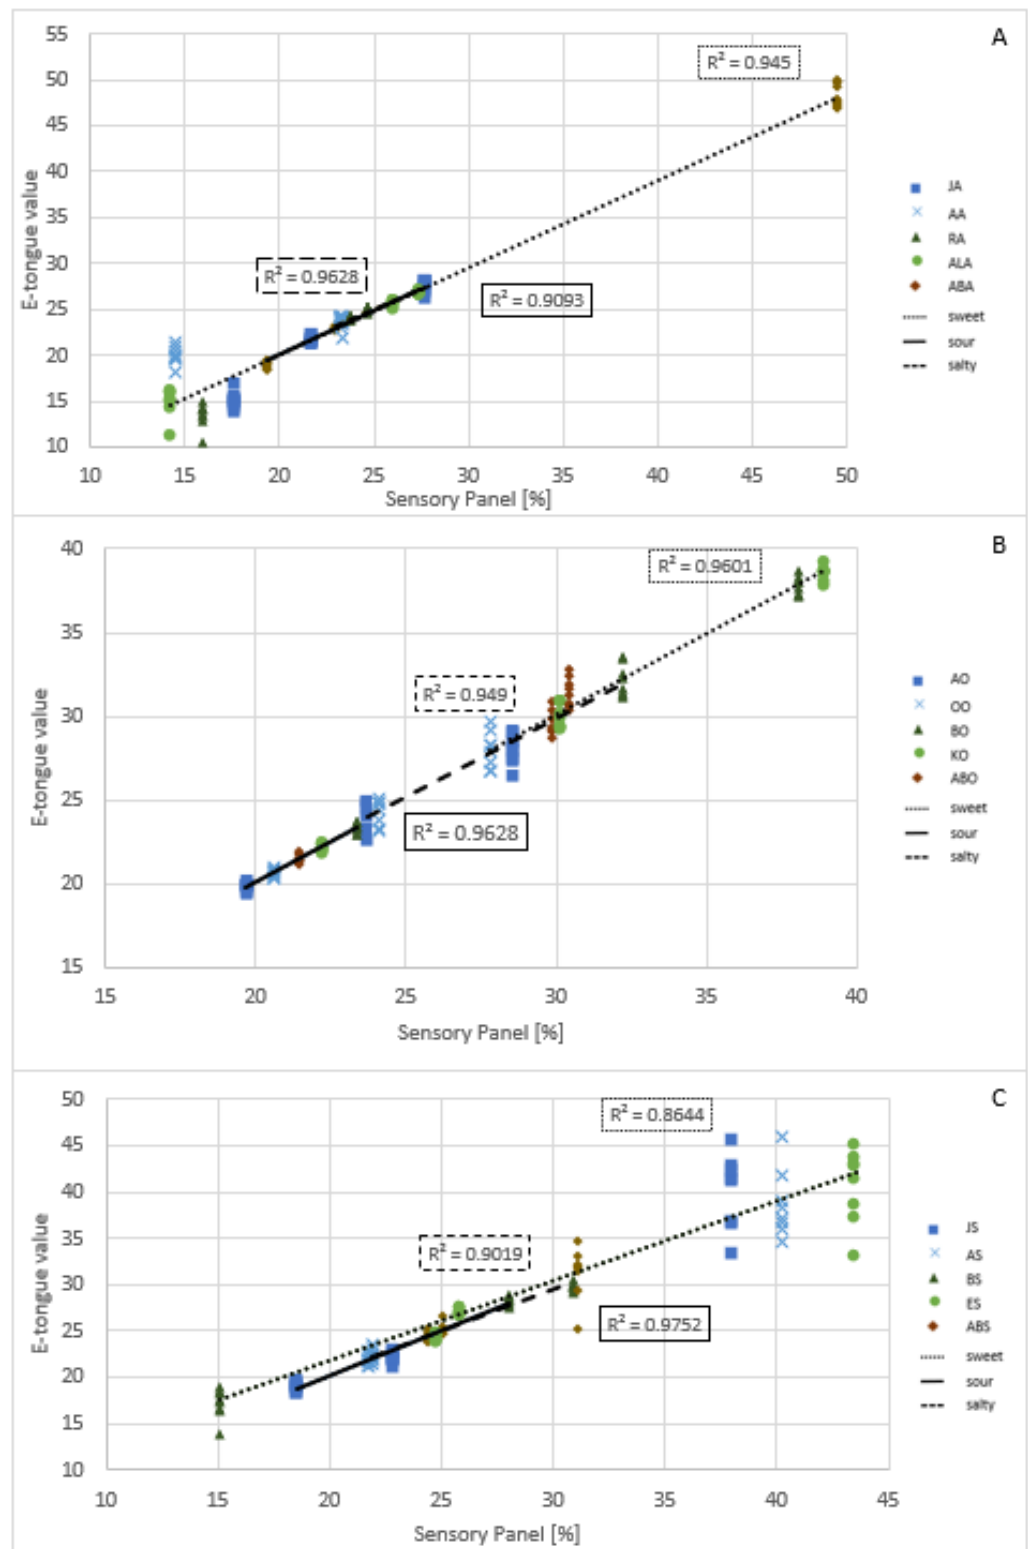 A
55
50
45
40
35
30
25
20
15
10
E-tongue value
R² = 0.945
R² = 0.9628
R² = 0.9093
JA
AA
RA
ALA
ABA
sweet
sour
salty
10 15 20 25 30 35 40 45 50
Sensory Panel [%]
B
40
35
30
25
20
15
E-tongue value
R² = 0.9601
R² = 0.949
R² = 0.9628
AO
OO
BO
KO
ABO
sweet
sour
salty
15 20 25 30 35 40
Sensory Panel [%]
C
50
45
40
35
30
25
20
15
10
E-tongue value
R² = 0.8644
R² = 0.9019
R² = 0.9752
JS
AS
BS
ES
ABS
sweet
sour
salty
10 15 20 25 30 35 40 45
Sensory Panel [%]